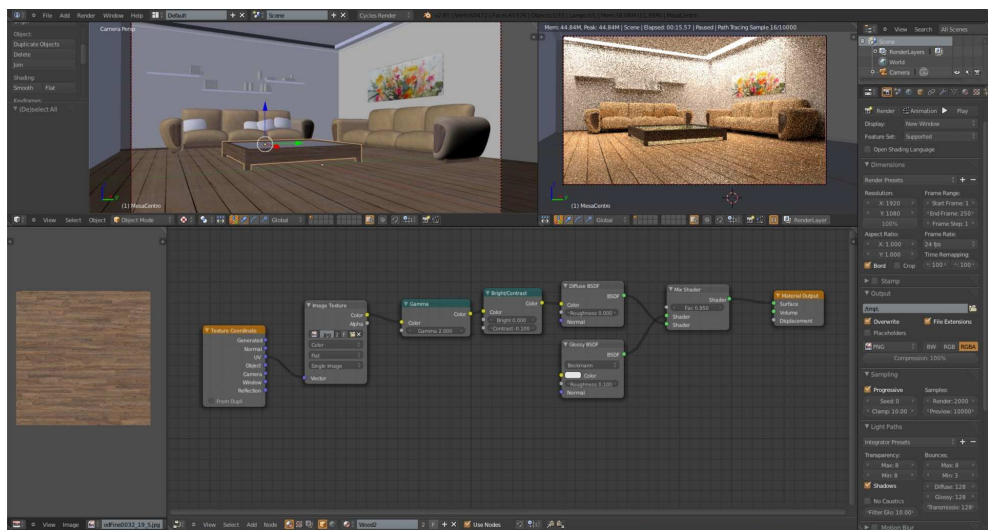 File Add Render Window Help Default Scene Cycles Render
Object:
Duplicate Objects
Delete
Join
Shading:
Smooth Flat
Keyframes:
(De)select All
Camera Persp
(1) MesaCentro
View Select Object Object Mode Global
Mem: 44.84M, Peak: 44.84M | Scene | Elapsed: 00:15.57 | Paused | Path Tracing Sample 16/10000
(1) MesaCentro
Global RenderLayer
View Search All Scenes
Scene
RenderLayers
World
Camera
Render Animation Play
Display: New Window
Feature Set: Supported
Open Shading Language
Dimensions
Render Presets
Resolution: Frame Range:
X: 1920 Start Frame: 1
Y: 1080 End Frame: 250
100% Frame Step: 1
Aspect Ratio: Frame Rate:
X: 1.000 24 fps
Y: 1.000 Time Remapping:
Bord Crop 100 100
Stamp
Output
/tmp\
Overwrite File Extensions
Placeholders
PNG BW RGB RGBA
Compression: 100%
Sampling
Progressive Samples:
Seed: 0 Render: 2000
Clamp: 10.00 Preview: 10000
Light Paths
Integrator Presets
Transparency: Bounces:
Max: 8 Max: 8
Min: 8 Min: 3
Shadows Diffuse: 128
No Caustics Glossy: 128
Filter Glo: 10.00 Transmissio: 128
Motion Blur
Texture Coordinate
Generated
Normal
UV
Object
Camera
Window
Reflection
From Dupli
Image Texture
Color
Alpha
.jpg 2 F
Color
Flat
Single Image
Vector
Gamma
Color
Color
Gamma 2.000
Bright/Contrast
Color
Color
Bright 0.000
Contrast -0.100
Diffuse BSDF
BSDF
Color
Roughness 0.000
Normal
Glossy BSDF
BSDF
Beckmann
Color
Roughness 0.100
Normal
Mix Shader
Shader
Fac 0.950
Shader
Shader
Material Output
Surface
Volume
Displacement
View Image odFine0032_19_S.jpg
View Select Add Node Wood2 2 F Use Nodes